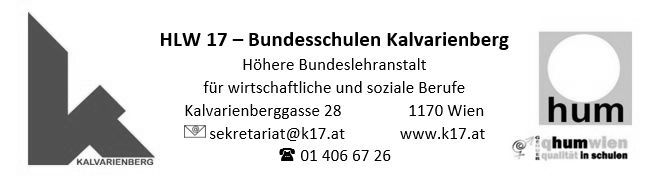 HLW 17 – Bundesschulen Kalvarienberg
Höhere Bundeslehranstalt
für wirtschaftliche und soziale Berufe
Kalvarienberggasse 28 1170 Wien
sekretariat@k17.at www.k17.at
01 406 67 26
KALVARIENBERG
hum
qhumwien
qualität in schulen